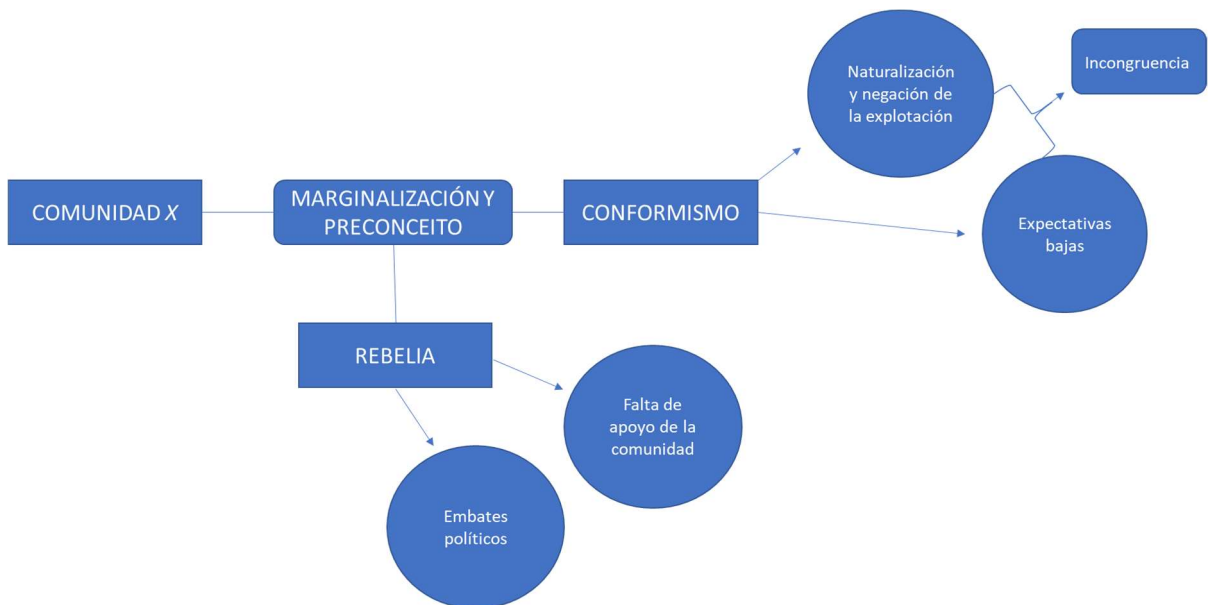 COMUNIDAD X
MARGINALIZACIÓN Y
PRECONCEITO
CONFORMISMO
Naturalización
y negación de
la explotación
Incongruencia
Expectativas
bajas
REBELIA
Falta de
apoyo de la
comunidad
Embates
políticos